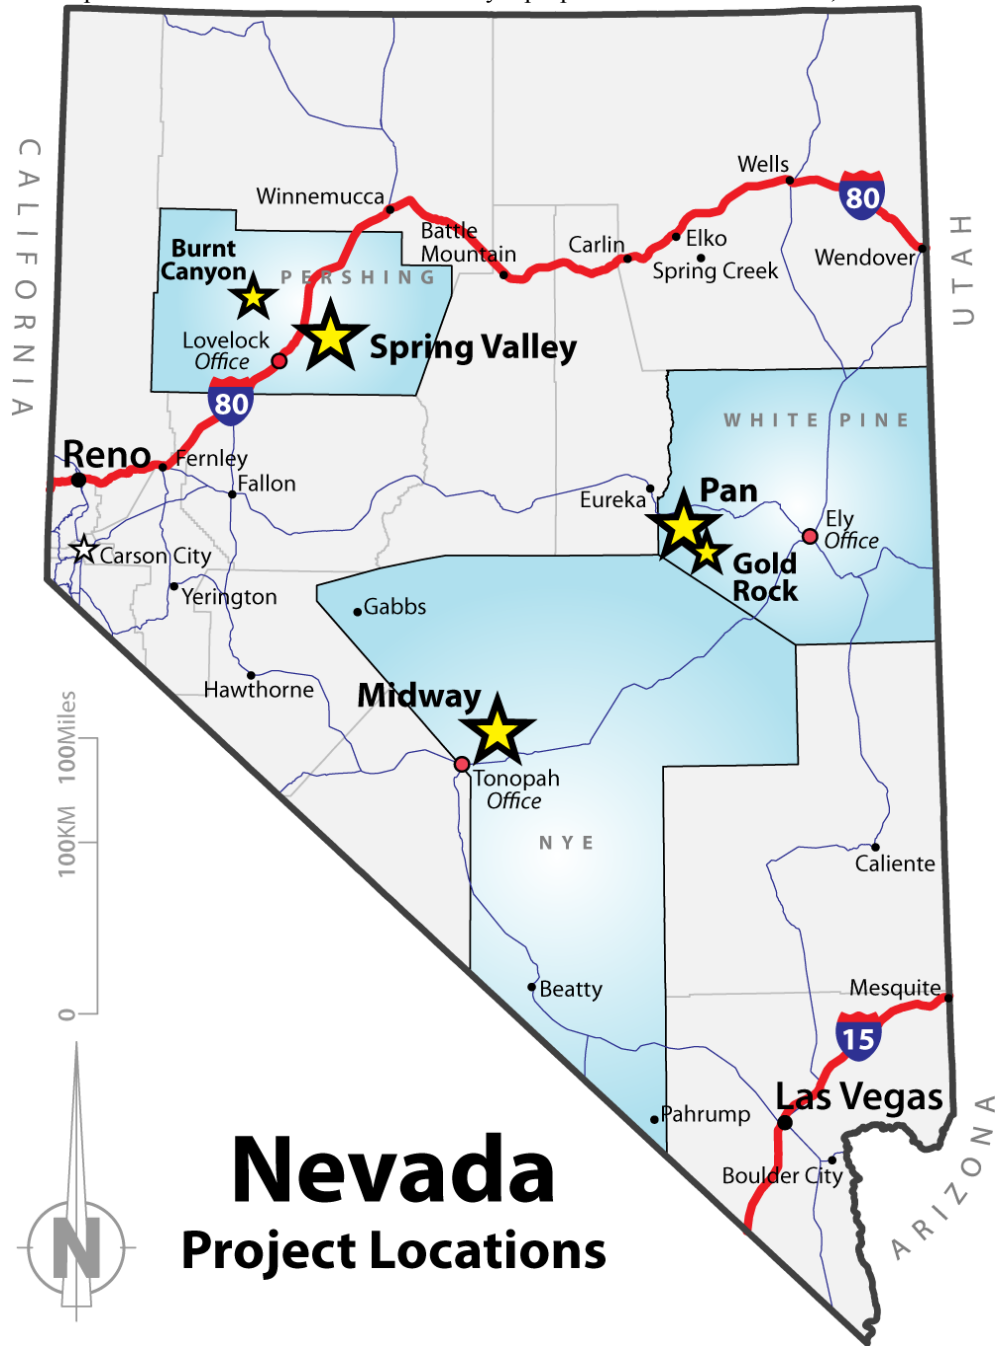 CALIFORNIA
UTAH
Wells
80
Winnemucca
Battle
Mountain
Carlin
Elko
Spring Creek
Wendover
Burnt
Canyon
PERSHING
Lovelock
Office
Spring Valley
80
WHITE PINE
Reno
Fernley
Fallon
Eureka
Pan
Ely
Office
Gold
Rock
Carson City
Yerington
Gabbs
Hawthorne
Midway
Tonopah
Office
NYE
100Miles
100KM
0
Caliente
Beatty
Mesquite
15
Las Vegas
Pahrump
Boulder City
ARIZONA
Nevada
Project Locations
N